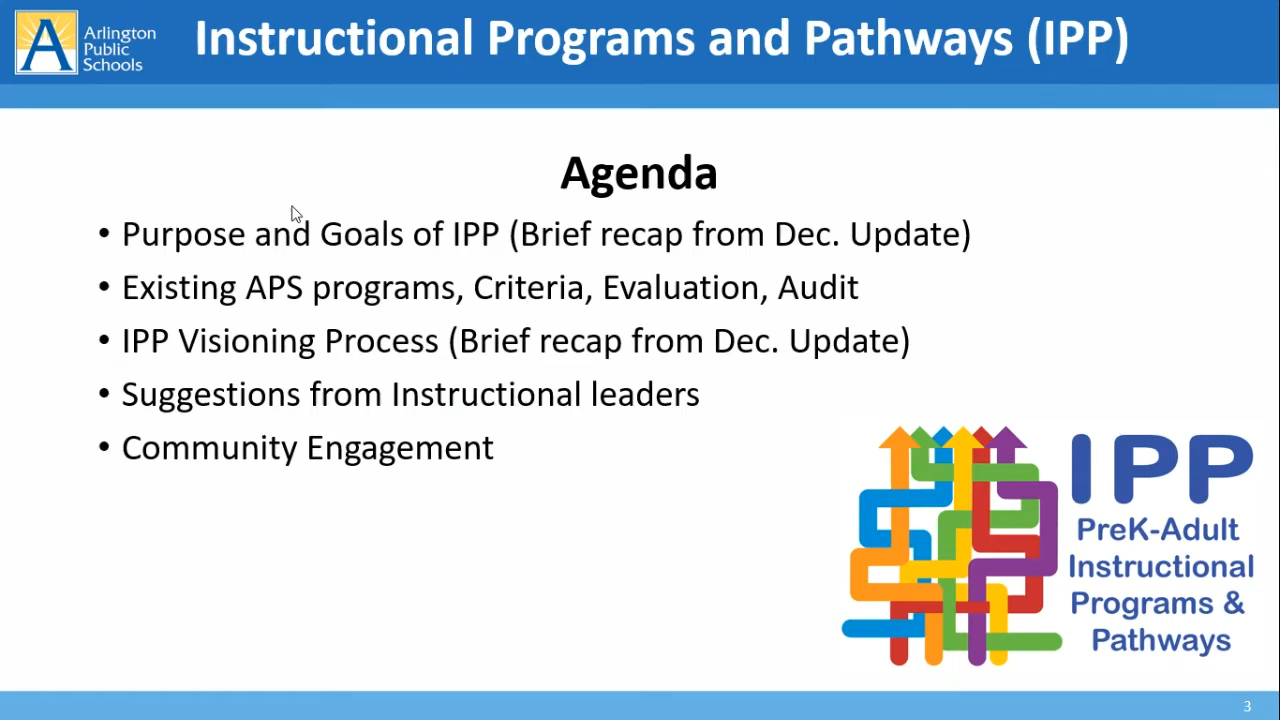 Arlington
Public
Schools
Instructional Programs and Pathways (IPP)
Agenda
• Purpose and Goals of IPP (Brief recap from Dec. Update)
• Existing APS programs, Criteria, Evaluation, Audit
• IPP Visioning Process (Brief recap from Dec. Update)
• Suggestions from Instructional leaders
• Community Engagement
IPP
PreK-Adult
Instructional
Programs &
Pathways
3